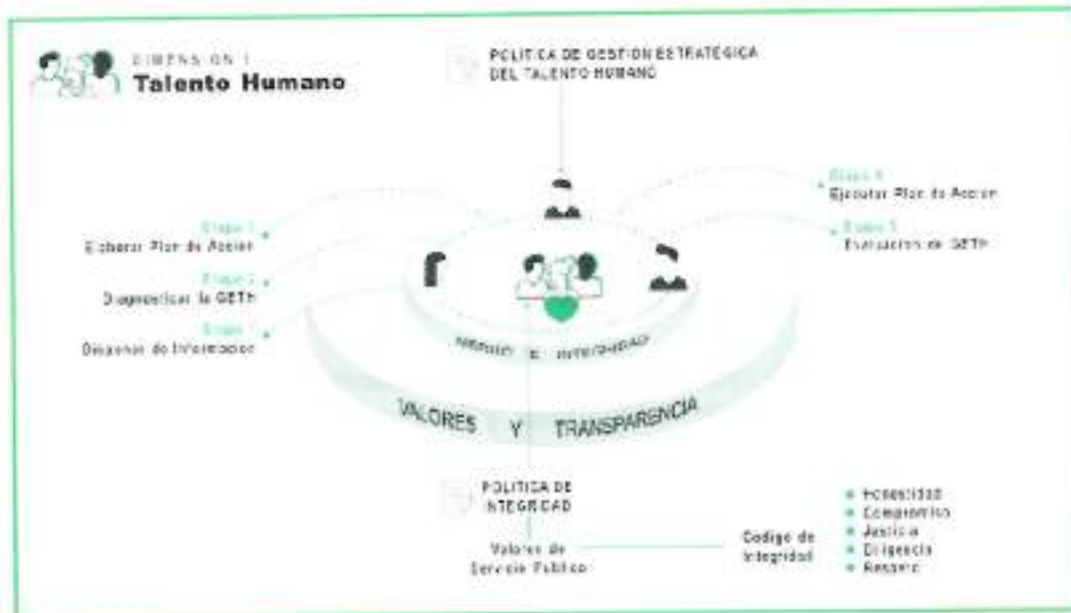 DIMENSIÓN 1
Talento Humano
POLÍTICA DE GESTIÓN ESTRATÉGICA
DEL TALENTO HUMANO
Etapa
Elaborar Plan de Acción
Etapa 2
Diagnosticar la GETH
Etapa
Disponer de Información
Etapa 4
Ejecutar Plan de Acción
Etapa 5
Evaluación de GETH
MÉRITO E INTEGRIDAD
VALORES Y TRANSPARENCIA
POLÍTICA DE
INTEGRIDAD
Valores de
Servicio Público
Código de
Integridad
Honestidad
Compromiso
Justicia
Diligencia
Respeto